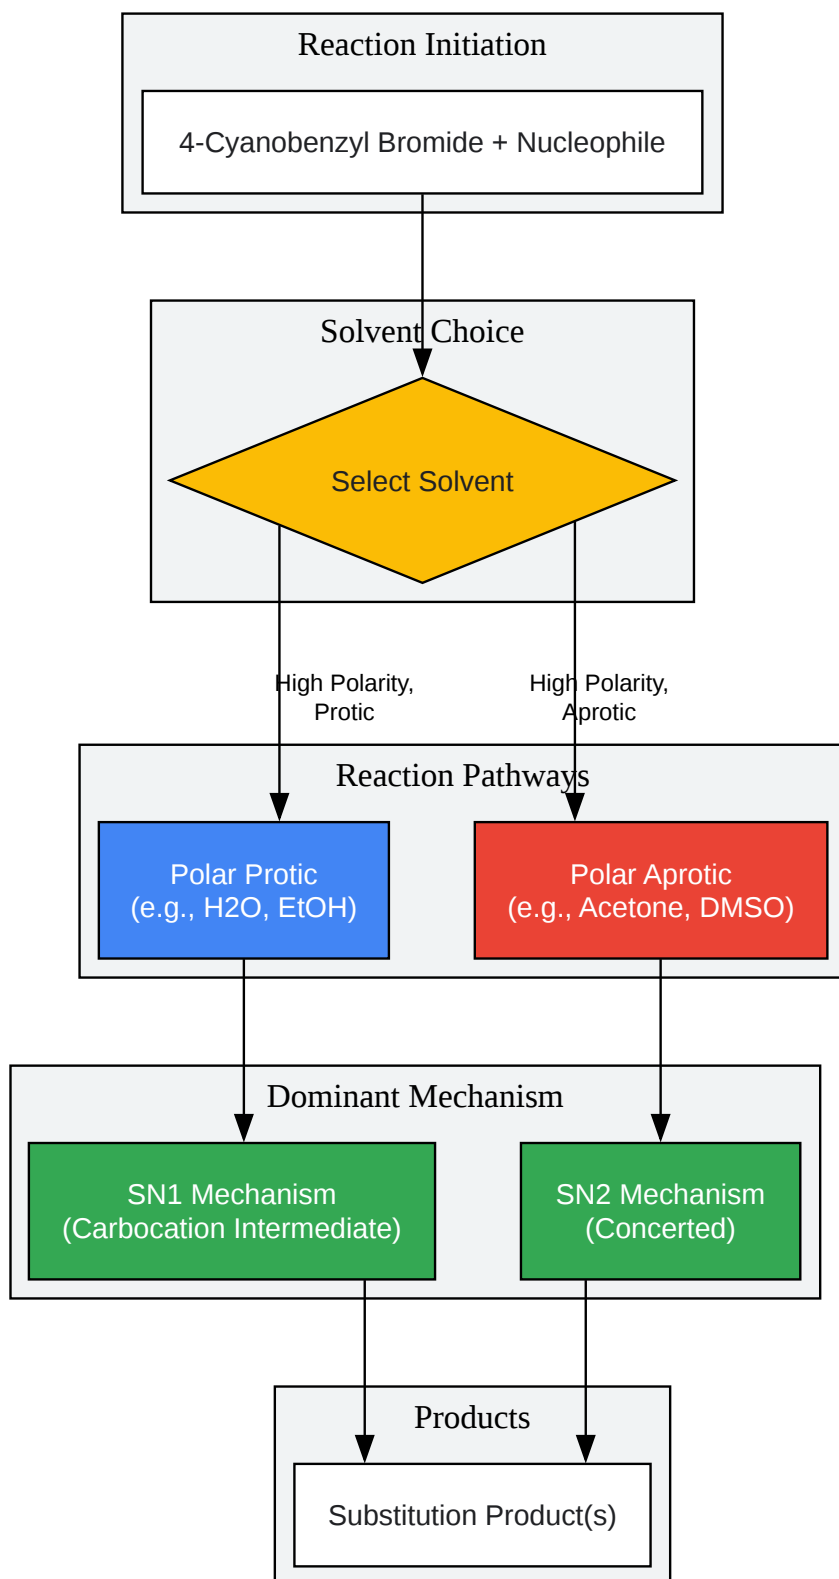 Reaction Initiation
4-Cyanobenzyl Bromide + Nucleophile
Solvent Choice
Select Solvent
High Polarity,
Protic
High Polarity,
Aprotic
Reaction Pathways
Polar Protic
(e.g., H2O, EtOH)
Polar Aprotic
(e.g., Acetone, DMSO)
Dominant Mechanism
SN1 Mechanism
(Carbocation Intermediate)
SN2 Mechanism
(Concerted)
Products
Substitution Product(s)